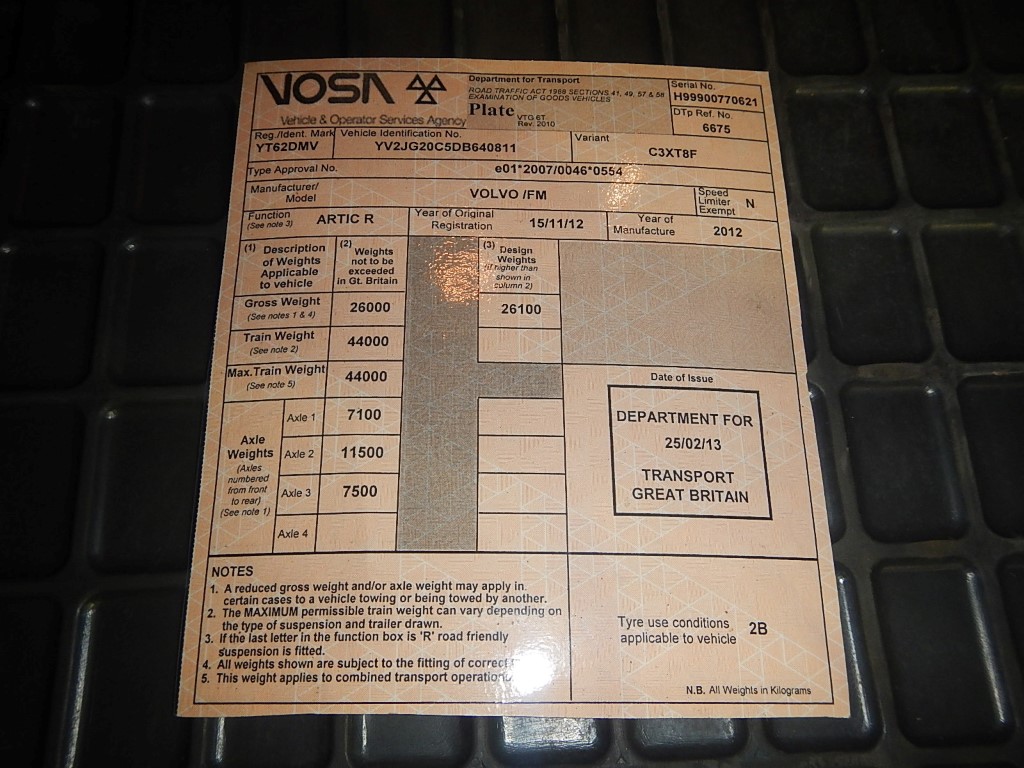 VOSA
Vehicle & Operator Services Agency
Department for Transport
ROAD TRAFFIC ACT 1988 SECTIONS 41, 49, 57 & 58
EXAMINATION OF GOODS VEHICLES
Plate VTG 6T
Rev. 2010
Serial No.
H99900770621
DTp Ref. No.
6675
Reg./Ident. Mark
YT62DMV
Vehicle Identification No.
YV2JG20C5DB640811
Variant
C3XT8F
Type Approval No. e01*2007/0046*0554
Manufacturer/
Model
VOLVO /FM
Speed
Limiter
Exempt
N
Function
(See note 3)
ARTIC R
Year of Original
Registration
15/11/12
Year of
Manufacture
2012
(1) Description
of Weights
Applicable
to vehicle
(2) Weights
not to be
exceeded
in Gt. Britain
(3) Design
Weights
(if higher than
shown in
column 2)
Gross Weight
(See notes 1 & 4)
26000
26100
Train Weight
(See note 2)
44000
Max.Train Weight
(See note 5)
44000
Axle
Weights
(Axles
numbered
from front
to rear)
(See note 1)
Axle 1 7100
Axle 2 11500
Axle 3 7500
Axle 4
Date of Issue
DEPARTMENT FOR
25/02/13
TRANSPORT
GREAT BRITAIN
NOTES
1. A reduced gross weight and/or axle weight may apply in
certain cases to a vehicle towing or being towed by another.
2. The MAXIMUM permissible train weight can vary depending on
the type of suspension and trailer drawn.
3. If the last letter in the function box is 'R' road friendly
suspension is fitted.
4. All weights shown are subject to the fitting of correct
5. This weight applies to combined transport operations
Tyre use conditions
applicable to vehicle
2B
N.B. All Weights in Kilograms